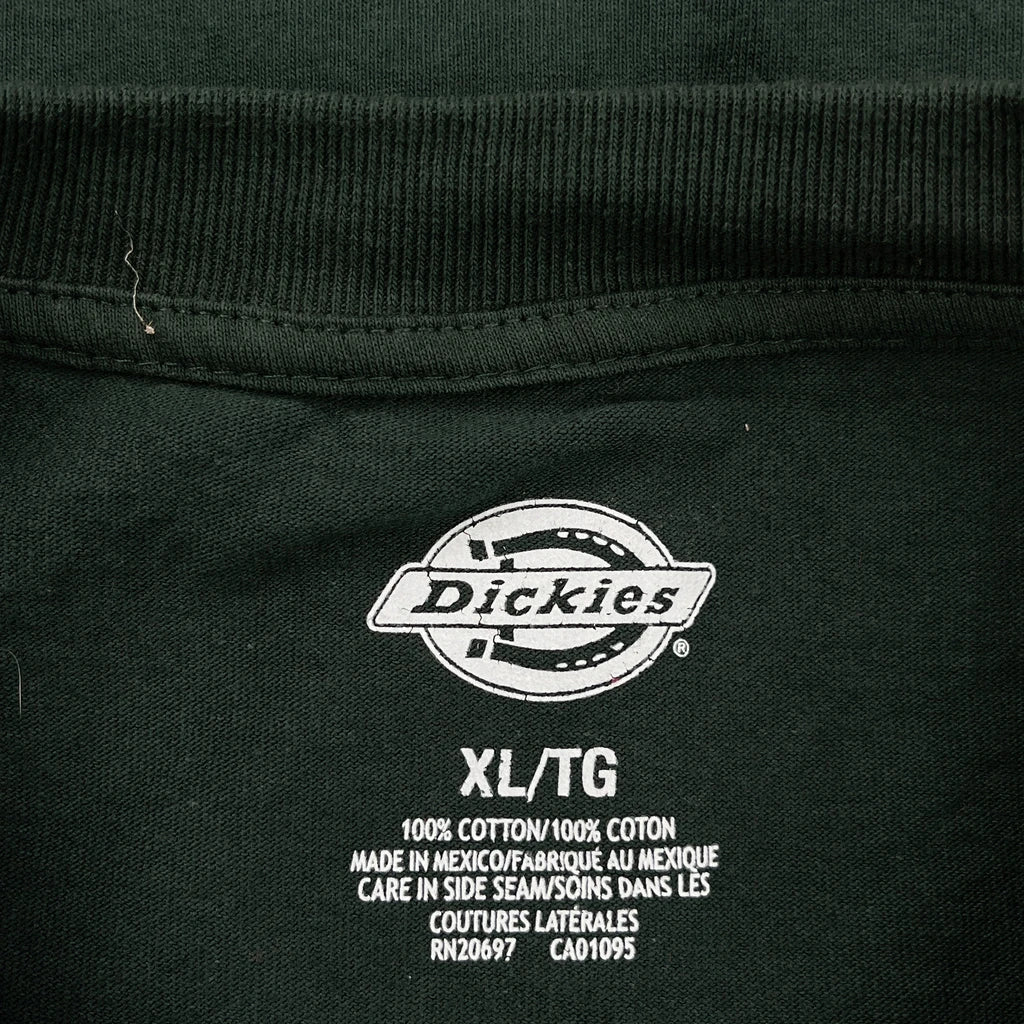 Dickies
®
XL/TG
100% COTTON/100% COTON
MADE IN MEXICO/FABRIQUÉ AU MEXIQUE
CARE IN SIDE SEAM/SOINS DANS LES
COUTURES LATÉRALES
RN20697 CA01095